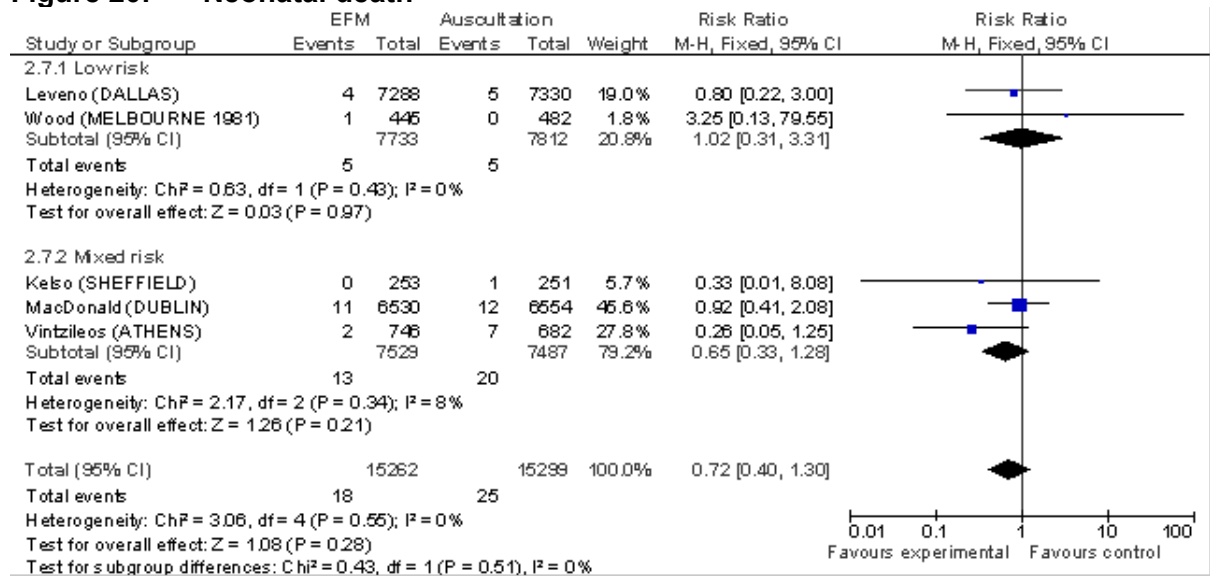 Neonatal death
EFM Auscultation Risk Ratio Risk Ratio
Study or Subgroup Events Total Events Total Weight M-H, Fixed, 95% CI M-H, Fixed, 95% CI
2.7.1 Low risk
Leveno (DALLAS) 4 7288 5 7330 19.0% 0.80 [0.22, 3.00]
Wood (MELBOURNE 1981) 1 445 0 482 1.8% 3.25 [0.13, 79.55]
Subtotal (95% CI) 7733 7812 20.8% 1.02 [0.31, 3.31]
Total events 5 5
Heterogeneity: Chi² = 0.63, df = 1 (P = 0.43); I² = 0%
Test for overall effect: Z = 0.03 (P = 0.97)
2.7.2 Mixed risk
Kelso (SHEFFIELD) 0 253 1 251 5.7% 0.33 [0.01, 8.08]
MacDonald (DUBLIN) 11 6530 12 6554 45.6% 0.92 [0.41, 2.08]
Vintzileos (ATHENS) 2 746 7 682 27.8% 0.26 [0.05, 1.25]
Subtotal (95% CI) 7529 7487 79.2% 0.65 [0.33, 1.28]
Total events 13 20
Heterogeneity: Chi² = 2.17, df = 2 (P = 0.34); I² = 8%
Test for overall effect: Z = 1.26 (P = 0.21)
Total (95% CI) 15262 15299 100.0% 0.72 [0.40, 1.30]
Total events 18 25
Heterogeneity: Chi² = 3.06, df = 4 (P = 0.55); I² = 0%
Test for overall effect: Z = 1.08 (P = 0.28)
Test for subgroup differences: Chi² = 0.43, df = 1 (P = 0.51), I² = 0%
0.01 0.1 1 10 100
Favours experimental Favours control